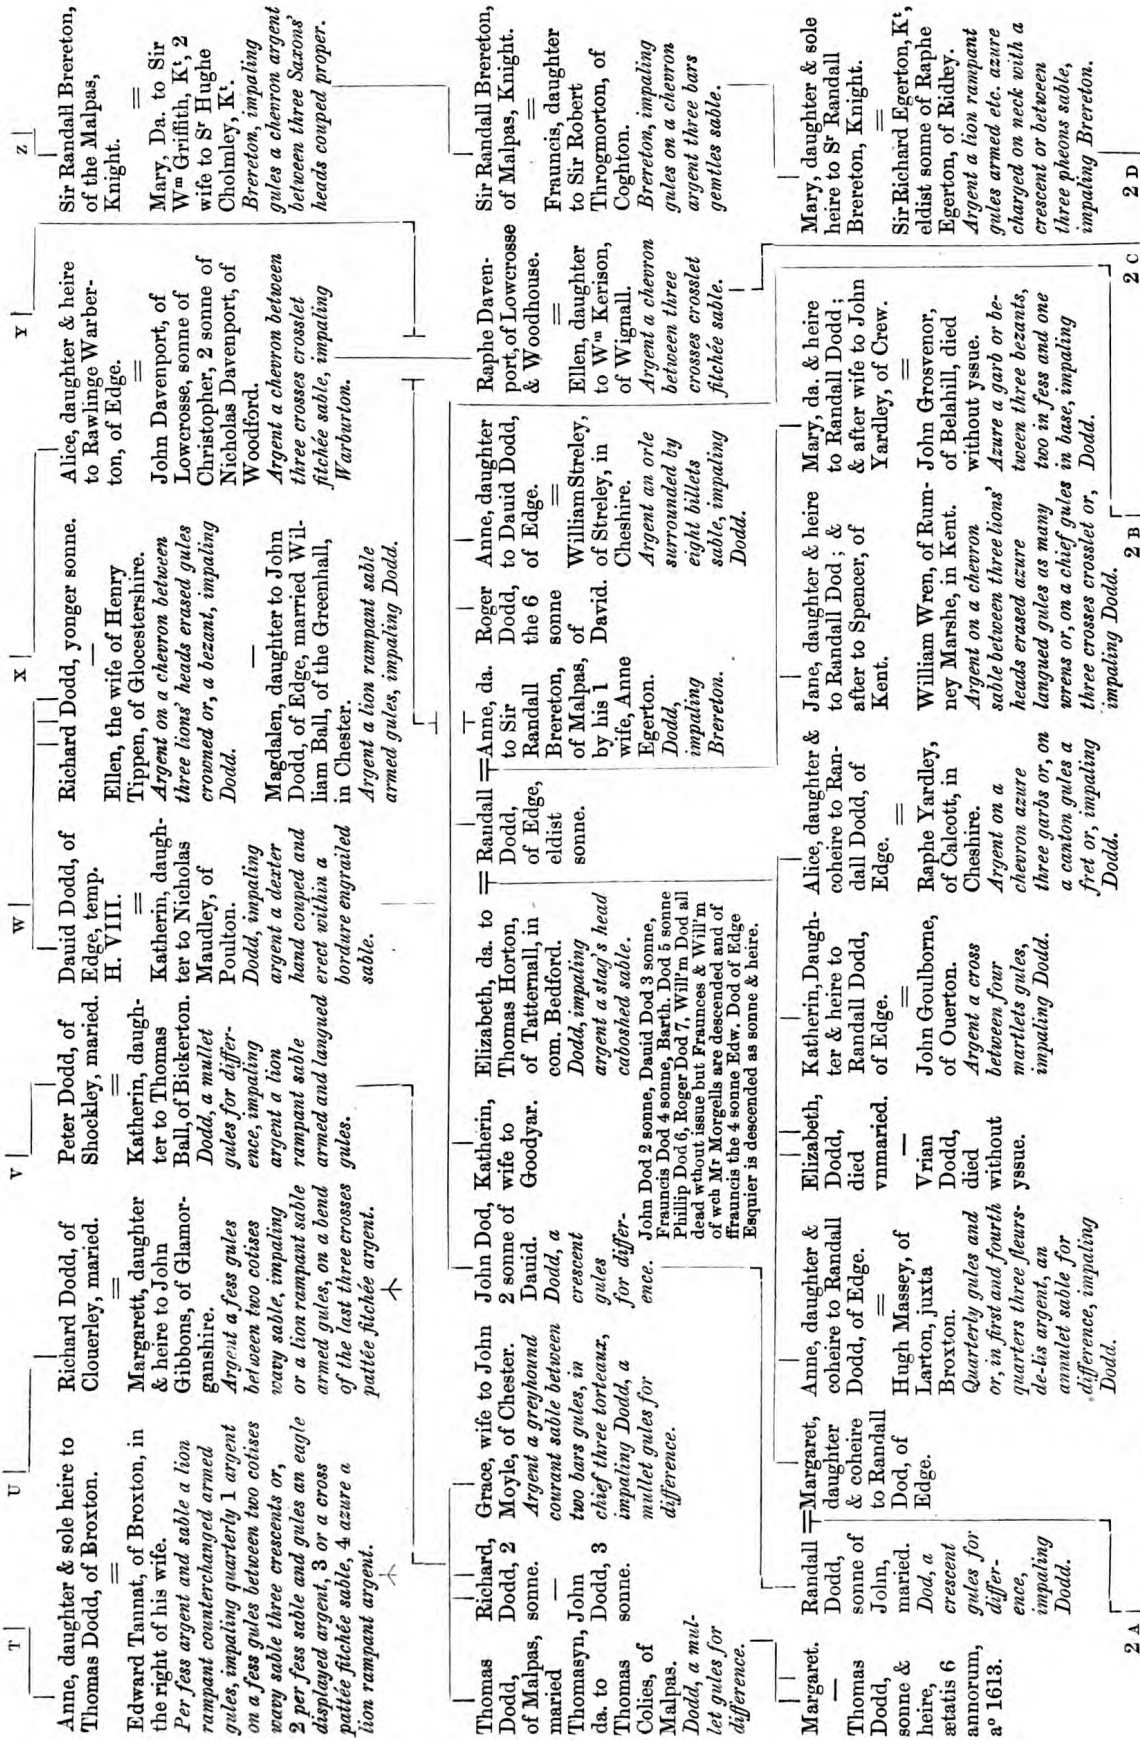 T
U
V
W
X
Y
Z
Anne, daughter & sole heire to
Thomas Dodd, of Broxton.
=
Edward Tannat, of Broxton, in
the right of his wife.
Per fess argent and sable a lion
rampant counterchanged armed
gules, impaling quarterly 1 argent
on a fess gules between two cotises
wavy sable three crescents or,
2 per fess sable and gules an eagle
displayed argent, 3 or a cross
pattée fitchée sable, 4 azure a
lion rampant argent.
Richard Dodd, of
Clouerley, maried.
=
Margarett, daughter
& heire to John
Gibbons, of Glamor-
ganshire.
Argent a fess gules
between two cotises
wavy sable, impaling
or a lion rampant sable
armed gules, on a bend
of the last three crosses
pattée fitchée argent.
Peter Dodd, of
Shockley, maried.
=
Katherin, daugh-
ter to Thomas
Ball, of Bickerton.
Dodd, a mullet
gules for differ-
ence, impaling
argent a lion
rampant sable
armed and langued
gules.
Dauid Dodd, of
Edge, temp.
H. VIII.
=
Katherin, daugh-
ter to Nicholas
Maudley, of
Poulton.
Dodd, impaling
argent a dexter
hand couped and
erect within a
bordure engrailed
sable.
Richard Dodd, yonger sonne.
—
Ellen, the wife of Henry
Tippen, of Glocestershire.
Argent on a chevron between
three lions' heads erased gules
crowned or, a bezant, impaling
Dodd.
—
Magdalen, daughter to John
Dodd, of Edge, married Wil-
liam Ball, of the Greenhall,
in Chester.
Argent a lion rampant sable
armed gules, impaling Dodd.
Alice, daughter & heire
to Rawlinge Warber-
ton, of Edge.
=
John Davenport, of
Lowcrosse, sonne of
Christopher, 2 sonne of
Nicholas Davenport, of
Woodford.
Argent a chevron between
three crosses crosslet
fitchée sable, impaling
Warburton.
Sir Randall Brereton,
of the Malpas,
Knight.
=
Mary, Da. to Sir
Wm Griffith, Kt, 2
wife to Sr Hughe
Cholmley, Kt.
Brereton, impaling
gules a chevron argent
between three Saxons'
heads couped proper.
Thomas
Dodd,
of Malpas,
maried
Thomasyn,
da. to
Thomas
Colies, of
Malpas.
Dodd, a mul-
let gules for
difference.
Richard,
Dodd, 2
sonne.
—
John
Dodd, 3
sonne.
Grace, wife to John
Moyle, of Chester.
Argent a greyhound
courant sable between
two bars gules, in
chief three torteaux,
impaling Dodd, a
mullet gules for
difference.
John Dod,
2 sonne of
Dauid.
Dodd, a
crescent
gules
for differ-
ence.
Katherin,
wife to
Goodyar.
Elizabeth, da. to
Thomas Horton,
of Tatternall, in
com. Bedford.
Dodd, impaling
argent a stag's head
caboshed sable.
=
Randall
Dodd,
of Edge,
eldist
sonne.
=
Anne, da.
to Sir
Randall
Brereton,
of Malpas,
by his 1
wife, Anne
Egerton.
Dodd,
impaling
Brereton.
Roger
Dodd,
the 6
sonne
of
David.
Anne, daughter
to Dauid Dodd,
of Edge.
=
William Streley,
of Streley, in
Cheshire.
Argent an orle
surrounded by
eight billets
sable, impaling
Dodd.
Raphe Daven-
port, of Lowcrosse
& Woodhouse.
=
Ellen, daughter
to Wm Kerison,
of Wignall.
Argent a chevron
between three
crosses crosslet
fitchée sable.
Sir Randall Brereton,
of Malpas, Knight.
=
Frauncis, daughter
to Sir Robert
Throgmorton, of
Coghton.
Brereton, impaling
gules on a chevron
argent three bars
gemtles sable.
John Dod 2 sonne, Dauid Dod 3 sonne,
Francis Dod 4 sonne, Barth. Dod 5 sonne
Phillip Dod 6, Roger Dod 7, Will'm Dod all
dead wthout issue but Fraunces & Will'm
of wch Mr Morgells are descended and of
ffrauncis the 4 sonne Edw. Dod of Edge
Esquier is descended as sonne & heire.
Margaret.
—
Thomas
Dodd,
sonne &
heire,
ætatis 6
annorum,
a° 1613.
Randall
Dodd,
sonne of
John,
maried.
Dod, a
crescent
gules for
differ-
ence,
impaling
Dodd.
=
Margaret,
daughter
& coheire
to Randall
Dod, of
Edge.
Anne, daughter &
coheire to Randall
Dodd, of Edge.
=
Hugh Massey, of
Larton, juxta
Broxton.
Quarterly gules and
or, in first and fourth
quarters three fleurs-
de-lis argent, an
annulet sable for
difference, impaling
Dodd.
Elizabeth,
Dodd,
died
vnmaried.
—
Vrian
Dodd,
died
without
yssue.
Katherin, Daugh-
ter & heire to
Randall Dodd,
of Edge.
=
John Goulborne,
of Ouerton.
Argent a cross
between four
martlets gules,
impaling Dodd.
Alice, daughter &
coheire to Ran-
dall Dodd, of
Edge.
=
Raphe Yardley,
of Calcott, in
Cheshire.
Argent on a
chevron azure
three garbs or, on
a canton gules a
fret or, impaling
Dodd.
Jane, daughter & heire
to Randall Dod; &
after to Spencer, of
Kent.
=
William Wren, of Rum-
ney Marshe, in Kent.
Argent on a chevron
sable between three lions'
heads erased azure
langued gules as many
wrens or, on a chief gules
three crosses crosslet or,
impaling Dodd.
Mary, da. & heire
to Randall Dodd;
& after wife to John
Yardley, of Crew.
=
John Grosvenor,
of Belahill, died
without yssue.
Azure a garb or be-
tween three bezants,
two in fess and one
in base, impaling
Dodd.
Mary, daughter & sole
heire to Sr Randall
Brereton, Knight.
=
Sir Richard Egerton, Kt,
eldist sonne of Raphe
Egerton, of Ridley.
Argent a lion rampant
gules armed etc. azure
charged on neck with a
crescent or between
three pheons sable,
impaling Brereton.
2 A
2 B
2 C
2 D